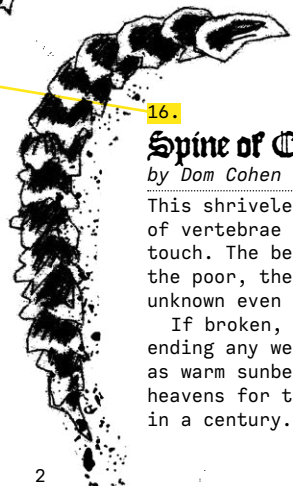 16.
Spine of
by Dom Cohen
This shrivele
of vertebrae
touch. The be
the poor, the
unknown even
If broken,
ending any we
as warm sunbe
heavens for t
in a century.
2